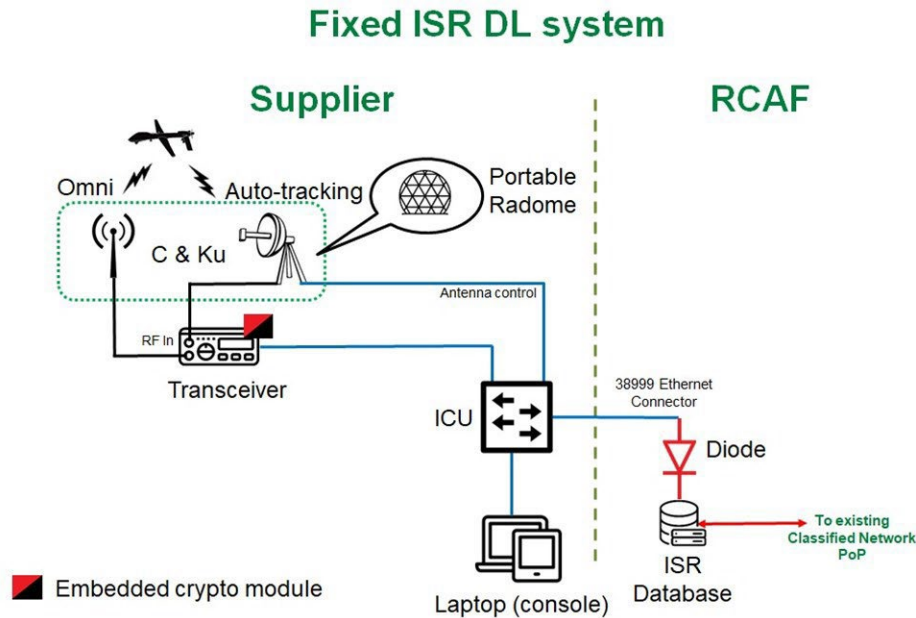 Fixed ISR DL system
Supplier
RCAF
Omni
Auto-tracking
Portable
Radome
C & Ku
Antenna control
RF In
Transceiver
38999 Ethernet
Connector
ICU
Diode
To existing
Classified Network
PoP
ISR
Database
Embedded crypto module
Laptop (console)